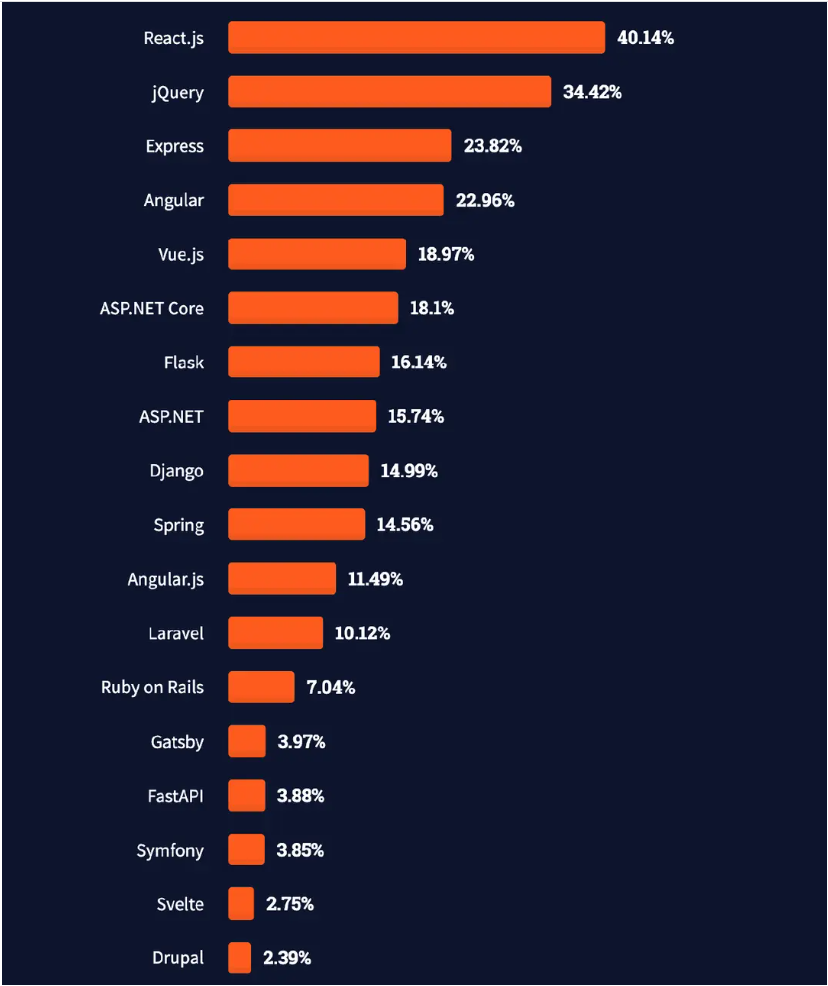 React.js 40.14%
jQuery 34.42%
Express 23.82%
Angular 22.96%
Vue.js 18.97%
ASP.NET Core 18.1%
Flask 16.14%
ASP.NET 15.74%
Django 14.99%
Spring 14.56%
Angular.js 11.49%
Laravel 10.12%
Ruby on Rails 7.04%
Gatsby 3.97%
FastAPI 3.88%
Symfony 3.85%
Svelte 2.75%
Drupal 2.39%